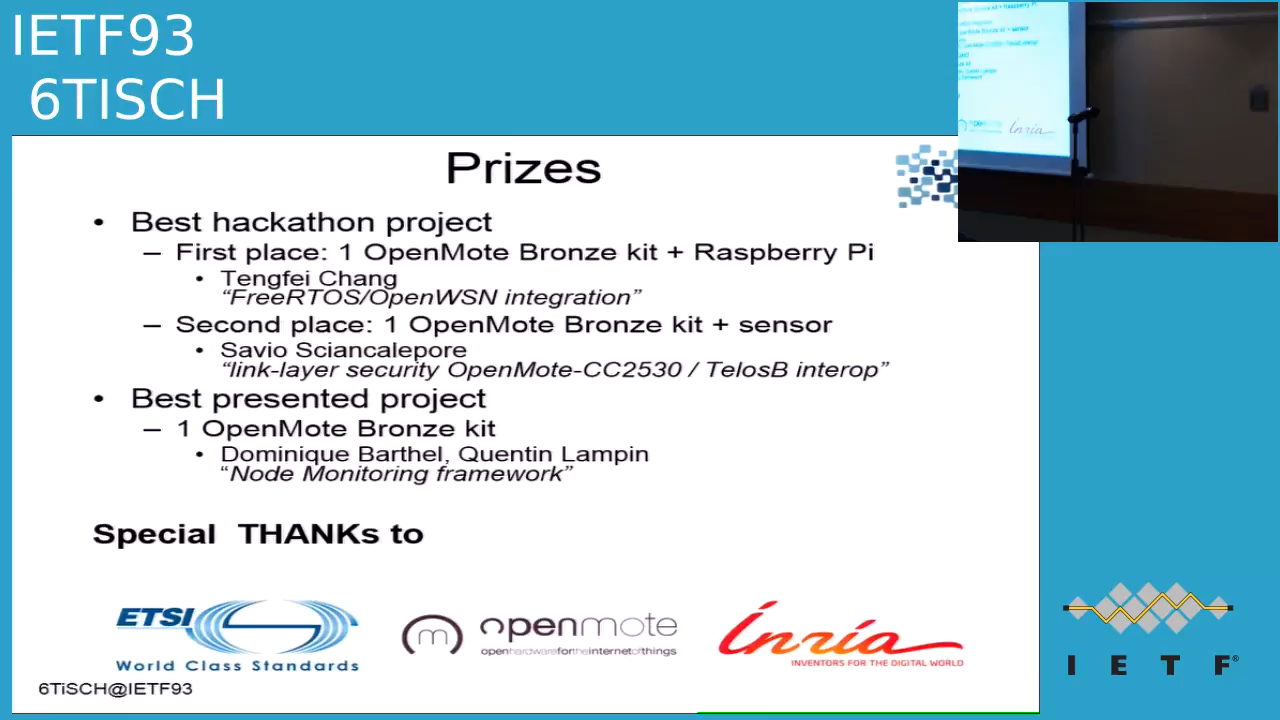 IETF93
6TISCH
Prizes
• Best hackathon project
– First place: 1 OpenMote Bronze kit + Raspberry Pi
• Tengfei Chang
“FreeRTOS/OpenWSN integration”
– Second place: 1 OpenMote Bronze kit + sensor
• Savio Sciancalepore
“link-layer security OpenMote-CC2530 / TelosB interop”
• Best presented project
– 1 OpenMote Bronze kit
• Dominique Barthel, Quentin Lampin
“Node Monitoring framework”
Special THANKs to
ETSI
World Class Standards
m openmote
openhardwarefortheinternetofthings
Inria
INVENTORS FOR THE DIGITAL WORLD
6TiSCH@IETF93
I E T F®
Inria